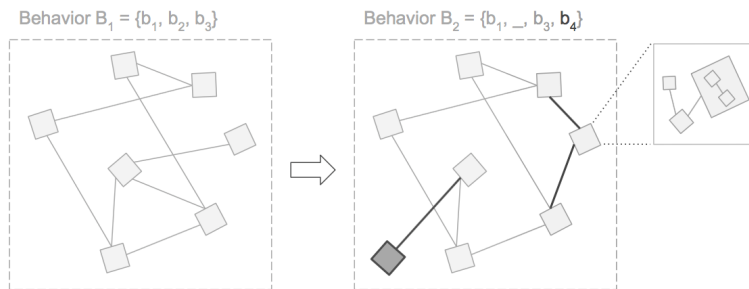 Behavior B₁ = {b₁, b₂, b₃}
Behavior B₂ = {b₁, _, b₃, b₄}